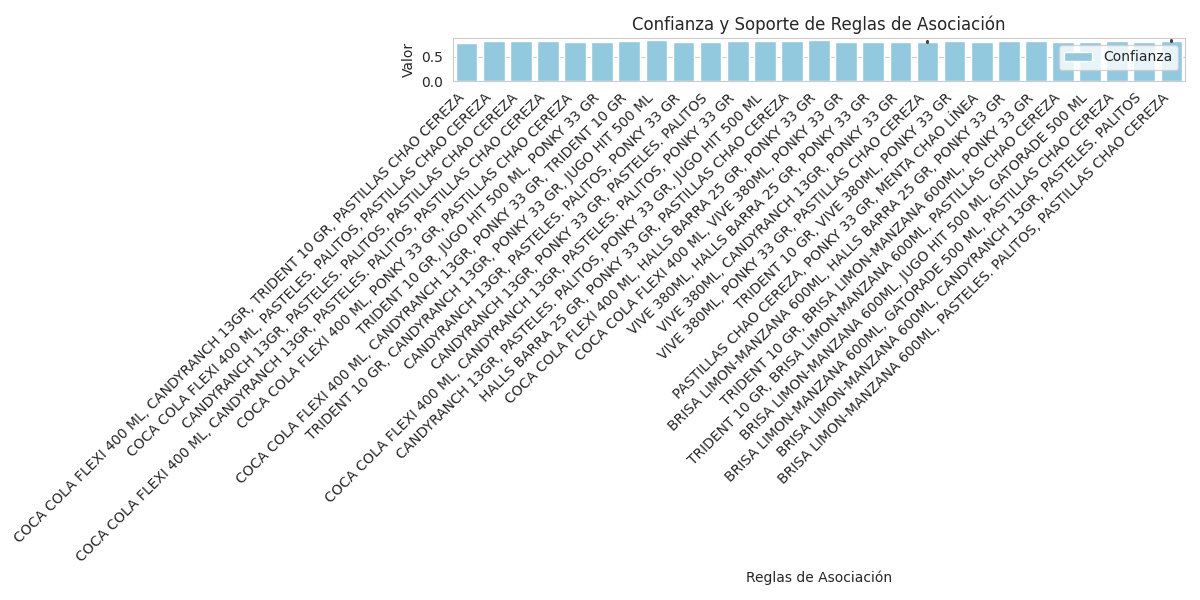 Confianza y Soporte de Reglas de Asociación
Valor
0.5
0.0
Confianza
COCA COLA FLEXI 400 ML, CANDYRANCH 13GR, TRIDENT 10 GR, PASTILLAS CHAO CEREZA
COCA COLA FLEXI 400 ML, PASTELES. PALITOS, PASTILLAS CHAO CEREZA
CANDYRANCH 13GR, PASTELES. PALITOS, PASTILLAS CHAO CEREZA
COCA COLA FLEXI 400 ML, CANDYRANCH 13GR, PASTELES. PALITOS, PASTILLAS CHAO CEREZA
COCA COLA FLEXI 400 ML, PONKY 33 GR, PASTILLAS CHAO CEREZA
TRIDENT 10 GR, JUGO HIT 500 ML, PONKY 33 GR
COCA COLA FLEXI 400 ML, CANDYRANCH 13GR, PONKY 33 GR, TRIDENT 10 GR
TRIDENT 10 GR, CANDYRANCH 13GR, PONKY 33 GR, JUGO HIT 500 ML
CANDYRANCH 13GR, PASTELES. PALITOS, PONKY 33 GR
CANDYRANCH 13GR, PONKY 33 GR, PASTELES. PALITOS
COCA COLA FLEXI 400 ML, CANDYRANCH 13GR, PASTELES. PALITOS, PONKY 33 GR
CANDYRANCH 13GR, PASTELES. PALITOS, PONKY 33 GR, JUGO HIT 500 ML
HALLS BARRA 25 GR, PONKY 33 GR, PASTILLAS CHAO CEREZA
COCA COLA FLEXI 400 ML, HALLS BARRA 25 GR, PONKY 33 GR
COCA COLA FLEXI 400 ML, VIVE 380ML, PONKY 33 GR
VIVE 380ML, HALLS BARRA 25 GR, PONKY 33 GR
VIVE 380ML, CANDYRANCH 13GR, PONKY 33 GR
VIVE 380ML, PONKY 33 GR, PASTILLAS CHAO CEREZA
TRIDENT 10 GR, VIVE 380ML, PONKY 33 GR
PASTILLAS CHAO CEREZA, PONKY 33 GR, MENTA CHAO LÍNEA
BRISA LIMON-MANZANA 600ML, HALLS BARRA 25 GR, PONKY 33 GR
TRIDENT 10 GR, BRISA LIMON-MANZANA 600ML, PONKY 33 GR
TRIDENT 10 GR, BRISA LIMON-MANZANA 600ML, PASTILLAS CHAO CEREZA
BRISA LIMON-MANZANA 600ML, JUGO HIT 500 ML, GATORADE 500 ML
BRISA LIMON-MANZANA 600ML, GATORADE 500 ML, PASTILLAS CHAO CEREZA
BRISA LIMON-MANZANA 600ML, CANDYRANCH 13GR, PASTELES. PALITOS
BRISA LIMON-MANZANA 600ML, PASTELES. PALITOS, PASTILLAS CHAO CEREZA
Reglas de Asociación